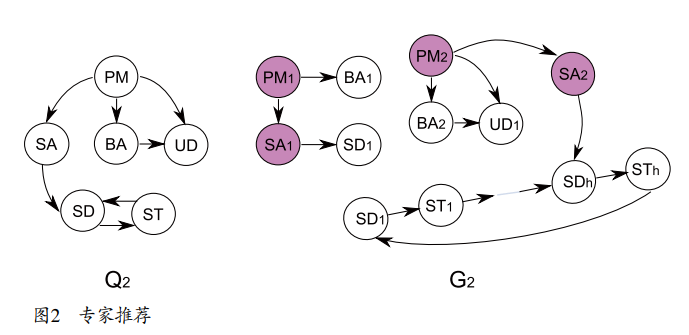 PM
SA
BA
UD
SD
ST
Q2
PM1
BA1
SA1
SD1
PM2
SA2
BA2
UD1
SDh
STh
ST1
SD1
G2
图2 专家推荐